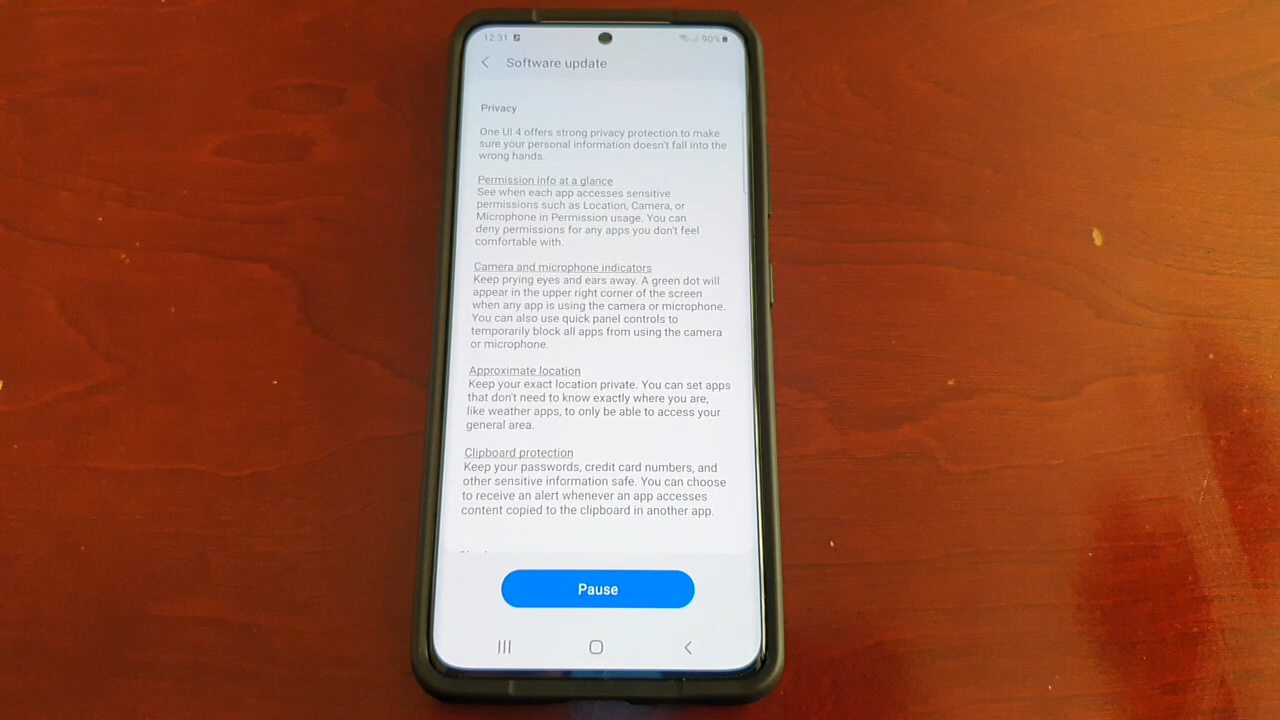 12:31
90%
Software update
Privacy
One UI 4 offers strong privacy protection to make
sure your personal information doesn't fall into the
wrong hands.
Permission info at a glance
See when each app accesses sensitive
permissions such as Location, Camera, or
Microphone in Permission usage. You can
deny permissions for any apps you don't feel
comfortable with.
Camera and microphone indicators
Keep prying eyes and ears away. A green dot will
appear in the upper right corner of the screen
when any app is using the camera or microphone.
You can also use quick panel controls to
temporarily block all apps from using the camera
or microphone.
Approximate location
Keep your exact location private. You can set apps
that don't need to know exactly where you are,
like weather apps, to only be able to access your
general area.
Clipboard protection
Keep your passwords, credit card numbers, and
other sensitive information safe. You can choose
to receive an alert whenever an app accesses
content copied to the clipboard in another app.
Pause